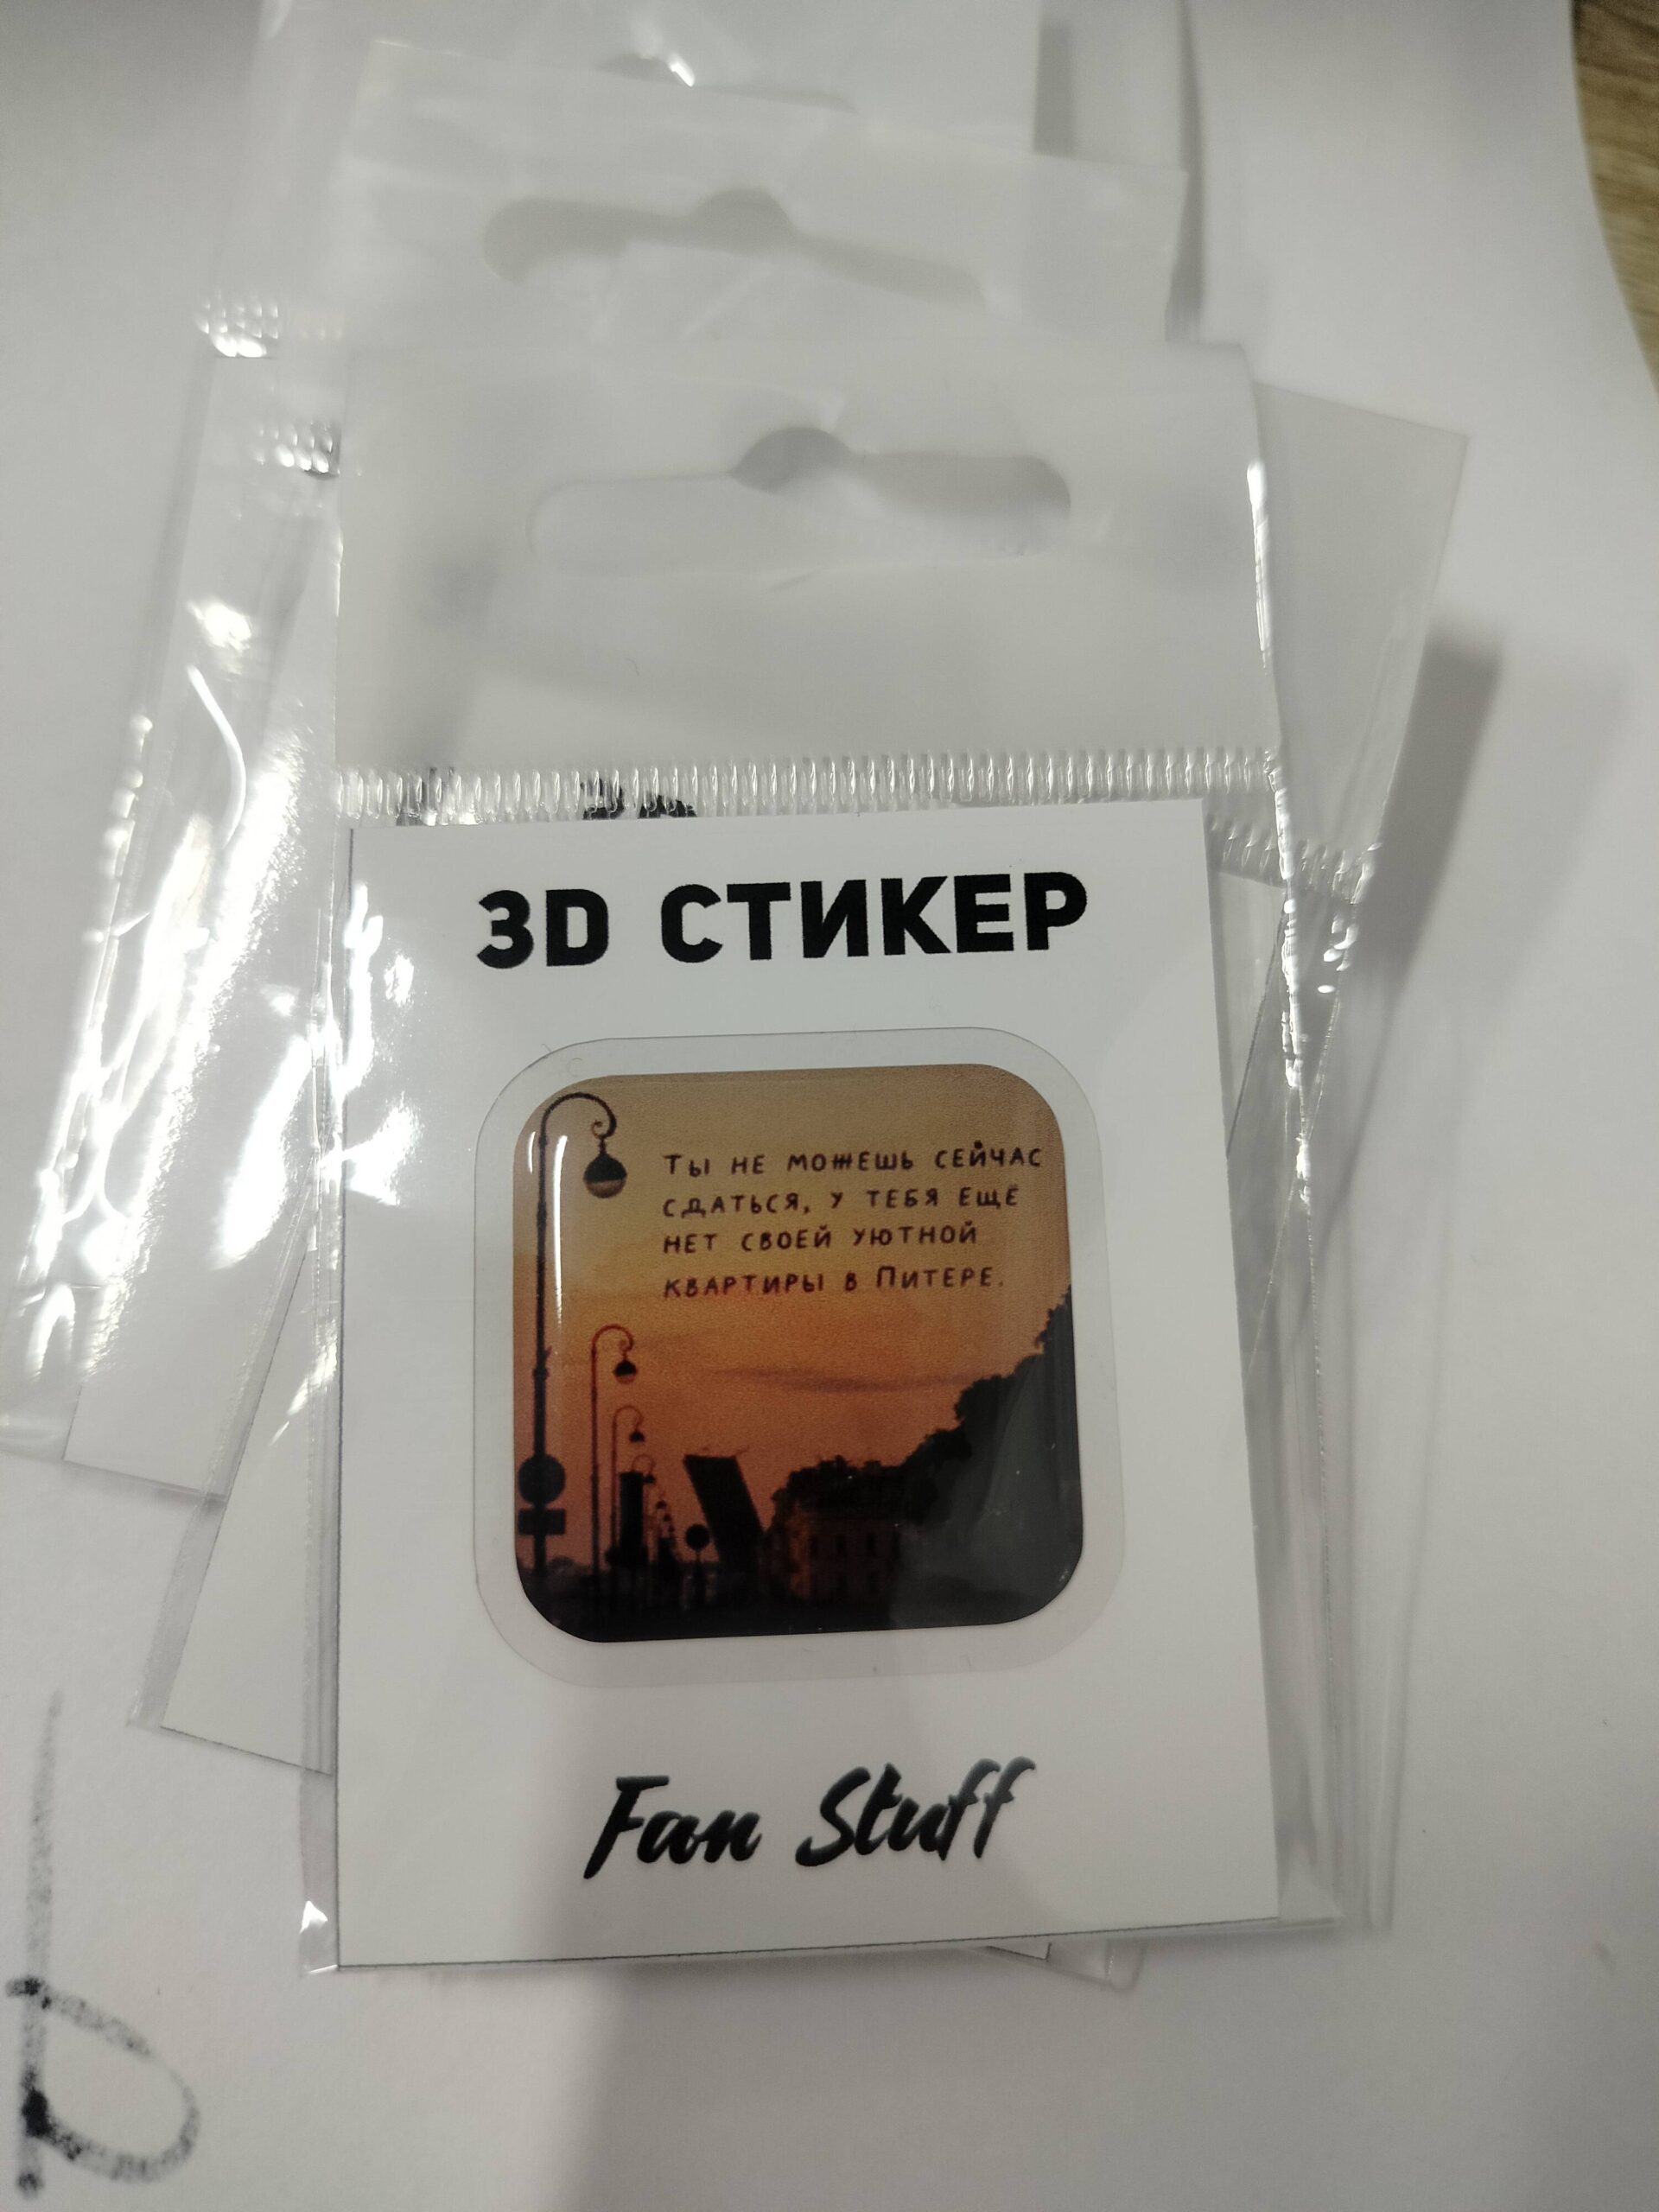 3D СТИКЕР
Ты не можешь сейчас
сдаться, у тебя ещё
нет своей уютной
квартиры в Питере.
Fan Stuff